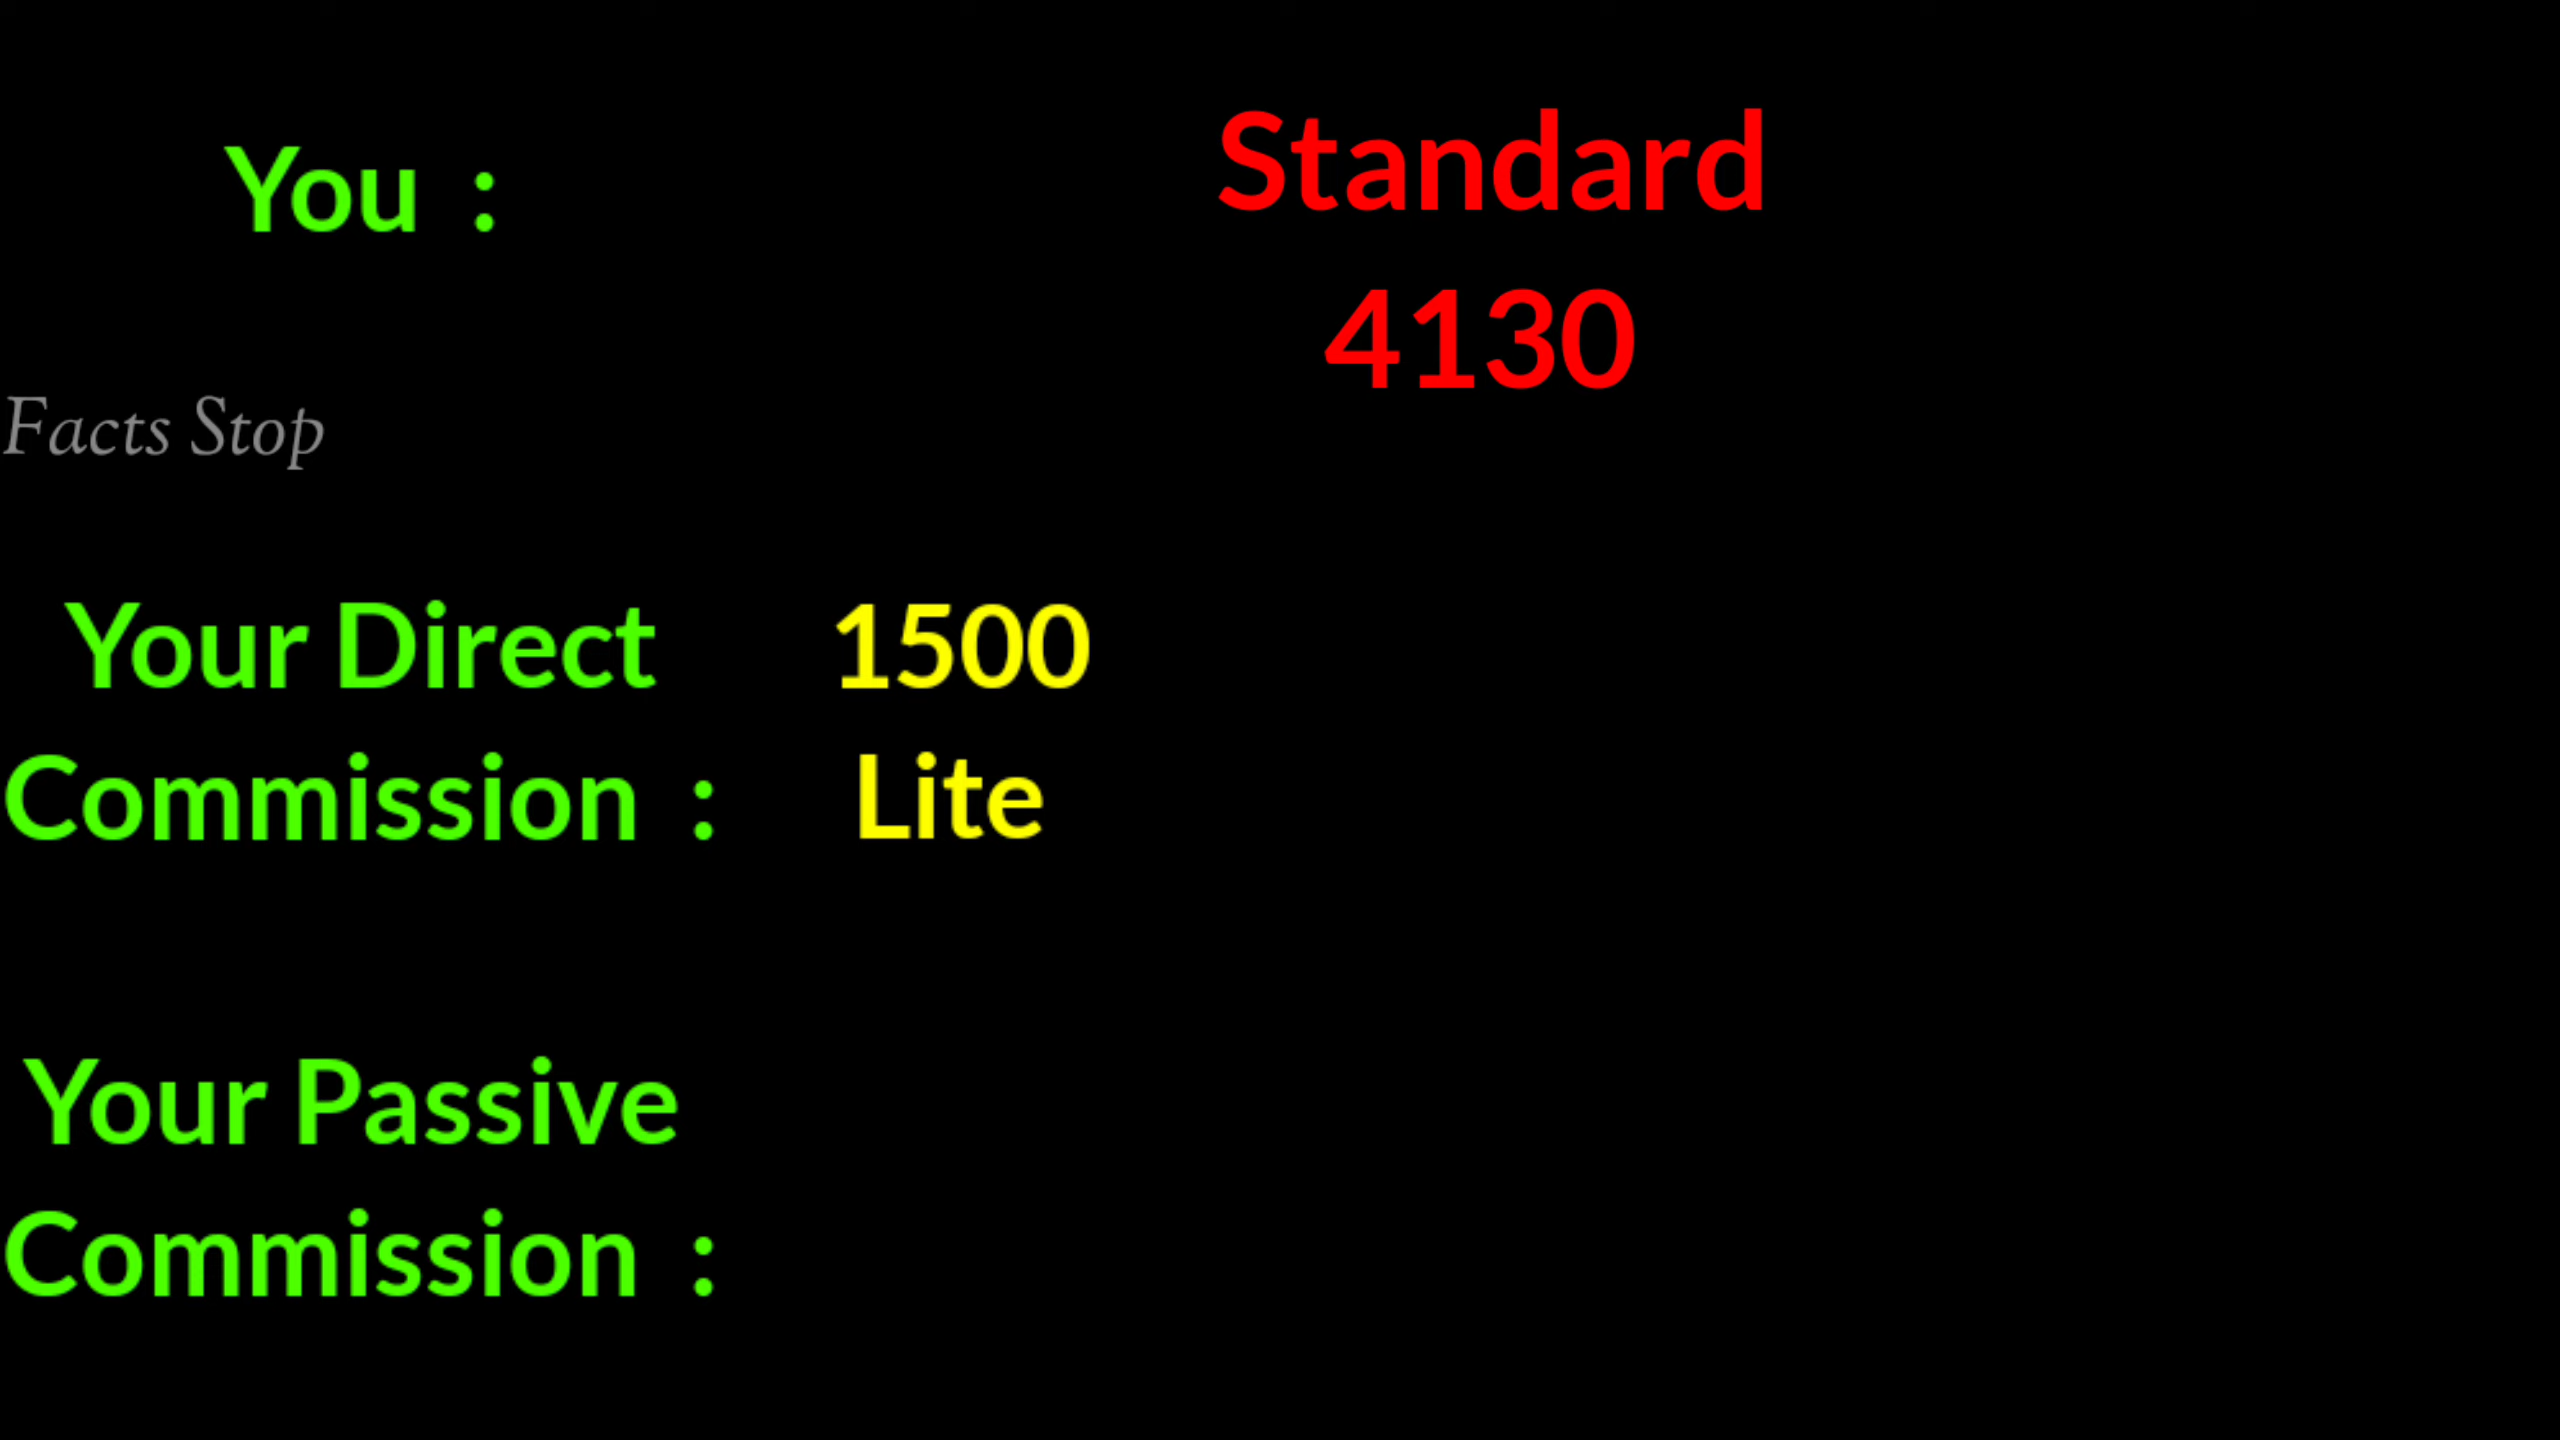 You :
Standard
4130
Facts Stop
Your Direct
Commission :
1500
Lite
Your Passive
Commission :